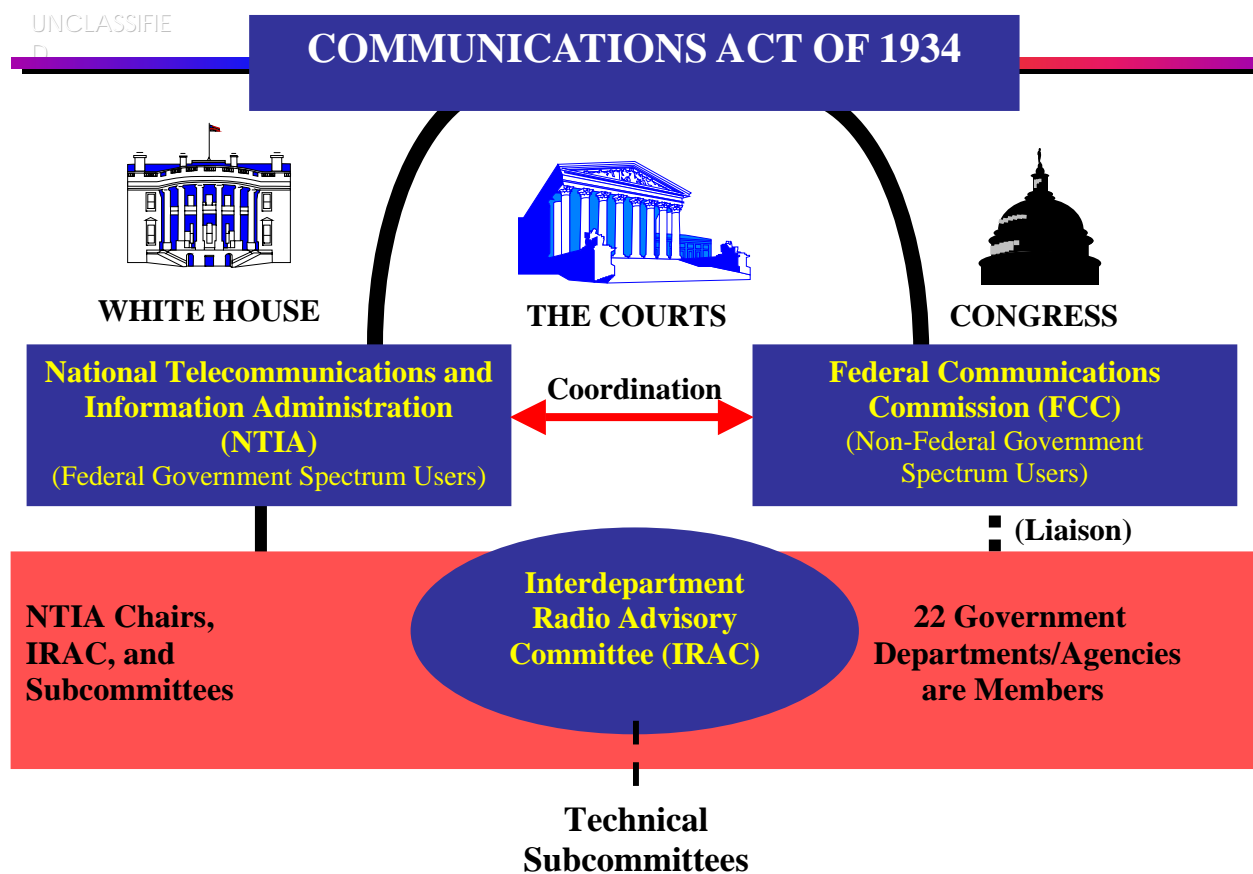 UNCLASSIFIE
D
COMMUNICATIONS ACT OF 1934
WHITE HOUSE
THE COURTS
CONGRESS
National Telecommunications and
Information Administration
(NTIA)
(Federal Government Spectrum Users)
Coordination
Federal Communications
Commission (FCC)
(Non-Federal Government
Spectrum Users)
(Liaison)
NTIA Chairs,
IRAC, and
Subcommittees
Interdepartment
Radio Advisory
Committee (IRAC)
22 Government
Departments/Agencies
are Members
Technical
Subcommittees